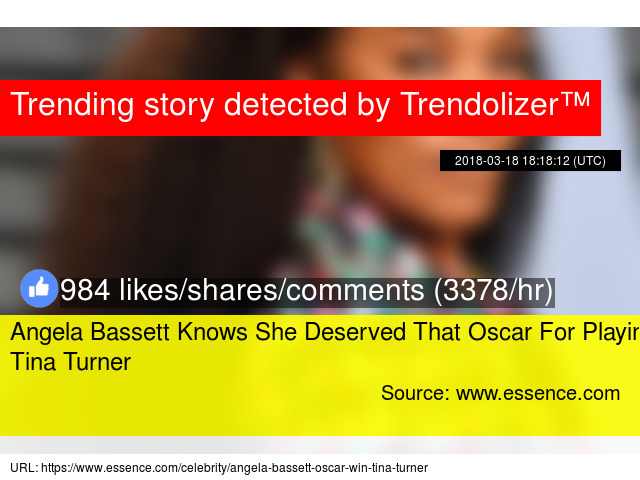 Trending story detected by Trendolizer™
2018-03-18 18:18:12 (UTC)
984 likes/shares/comments (3378/hr)
Angela Bassett Knows She Deserved That Oscar For Playin
Tina Turner
Source: www.essence.com
URL: https://www.essence.com/celebrity/angela-bassett-oscar-win-tina-turner